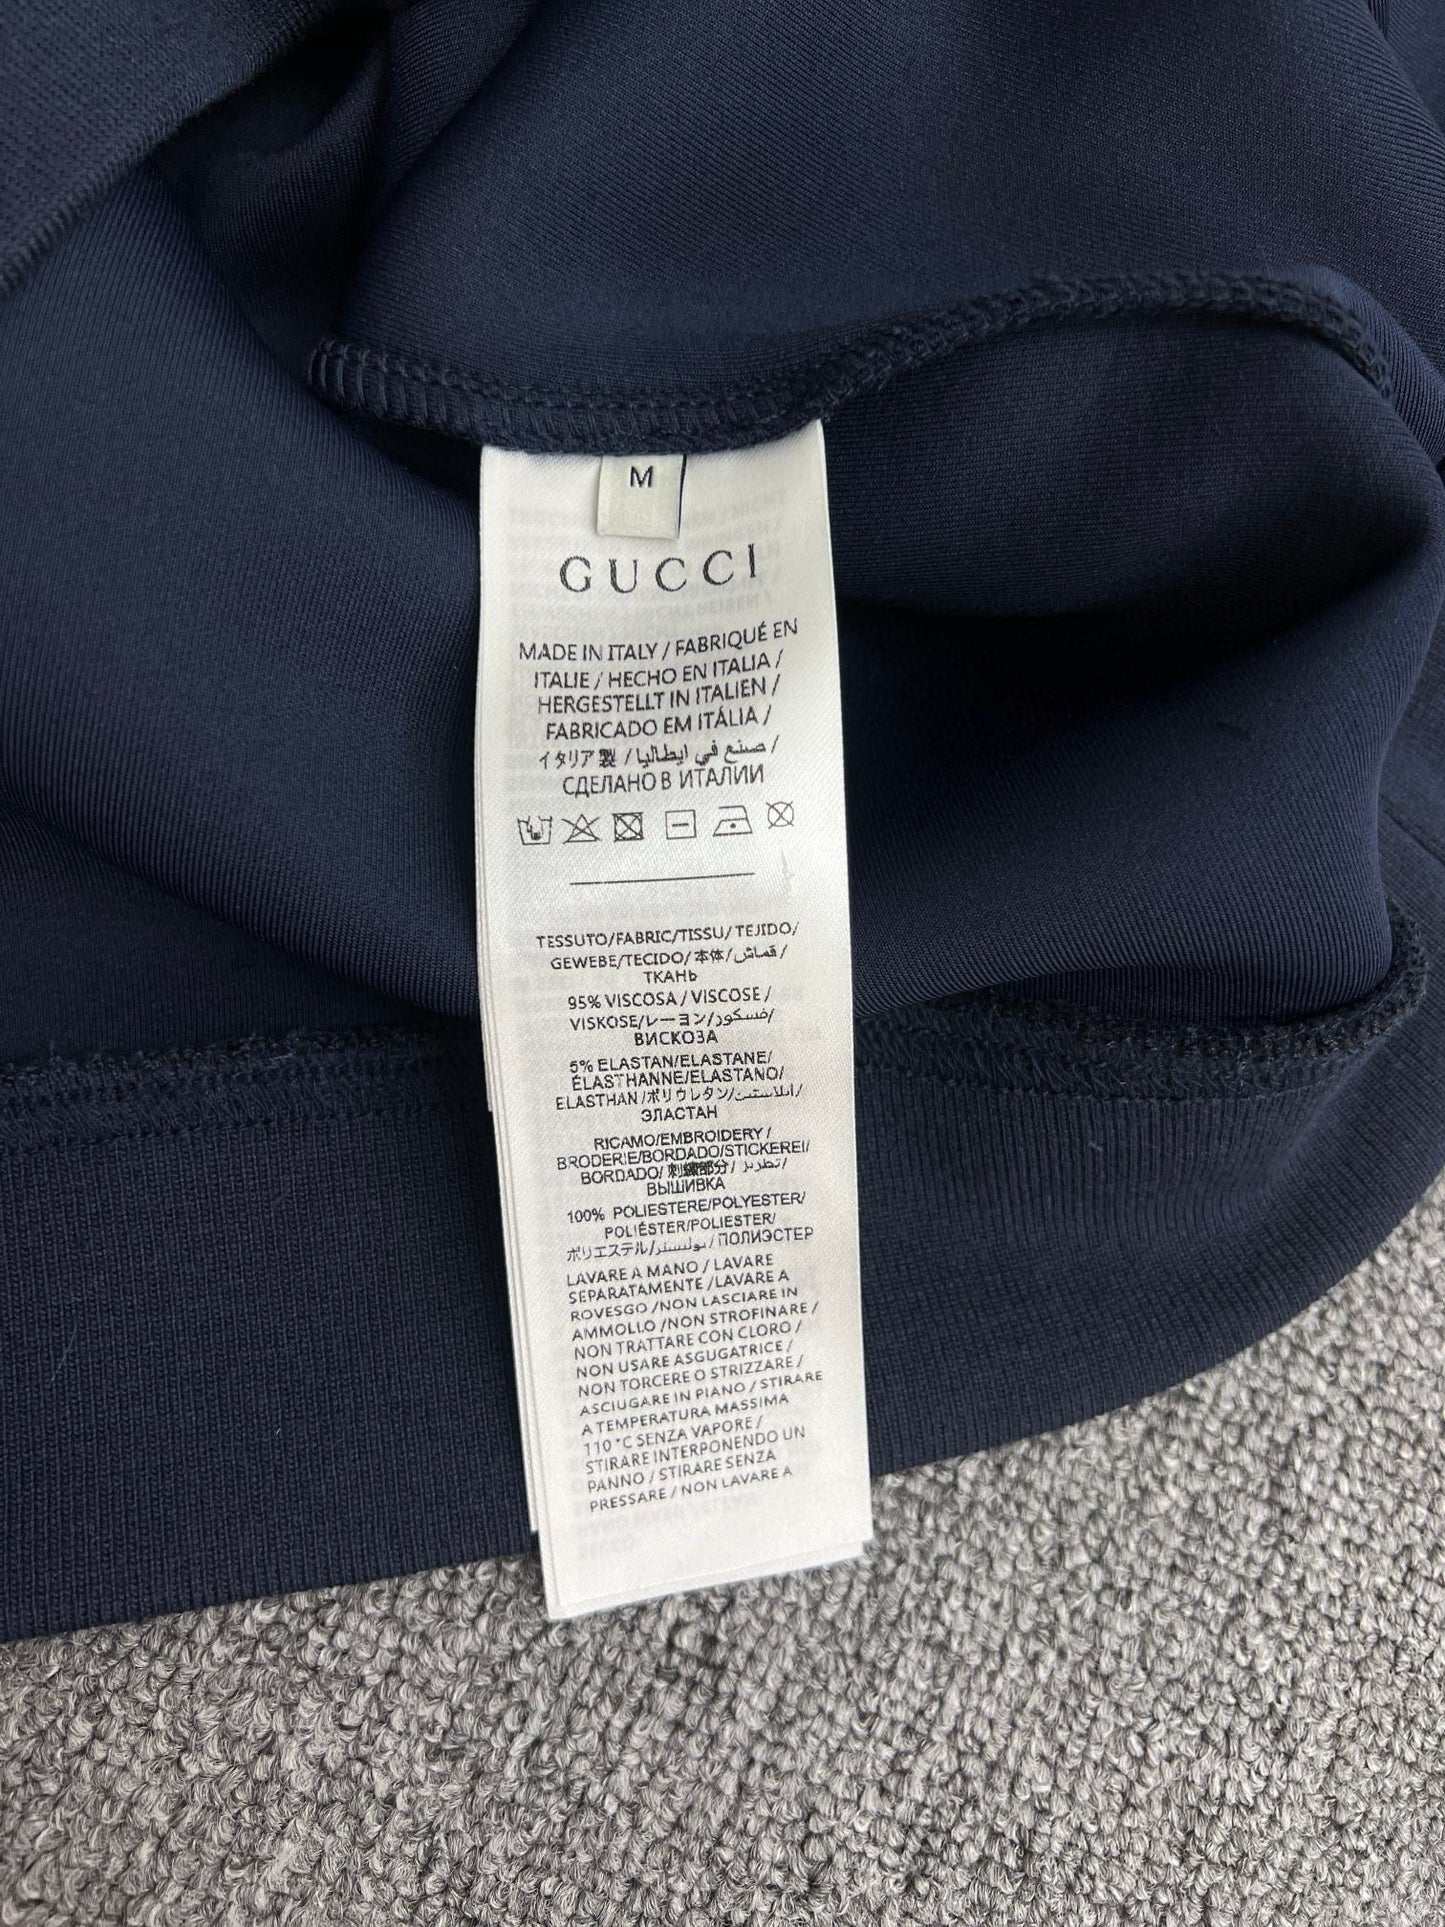 M
GUCCI
MADE IN ITALY / FABRIQUÉ EN
ITALIE / HECHO EN ITALIA /
HERGESTELLT IN ITALIEN /
FABRICADO EM ITÁLIA /
イタリア製 / صنع في ايطاليا /
СДЕЛАНО В ИТАЛИИ
TESSUTO/FABRIC/TISSU/ TEJIDO/
GEWEBE/TECIDO/ 本体/ قماش/
ТКАНЬ
95% VISCOSA / VISCOSE /
VISKOSE/レーヨン/فسكوز/
ВИСКОЗА
5% ELASTAN/ELASTANE/
ÉLASTHANNE/ELASTANO/
ELASTHAN /ポリウレタン/ايلاستين/
ЭЛАСТАН
RICAMO/EMBROIDERY /
BRODERIE/BORDADO/STICKEREI/
BORDADO/ 刺繍部分/ تطريز/
ВЫШИВКА
100% POLIESTERE/POLYESTER/
POLIÉSTER/POLIESTER/
ポリエステル/بوليستر/ПОЛИЭСТЕР
LAVARE A MANO / LAVARE
SEPARATAMENTE /LAVARE A
ROVESGO /NON LASCIARE IN
AMMOLLO /NON STROFINARE /
NON TRATTARE CON CLORO /
NON USARE ASGUGATRICE /
NON TORCERE O STRIZZARE /
ASCIUGARE IN PIANO / STIRARE
A TEMPERATURA MASSIMA
110 °C SENZA VAPORE /
STIRARE INTERPONENDO UN
PANNO / STIRARE SENZA
PRESSARE / NON LAVARE A